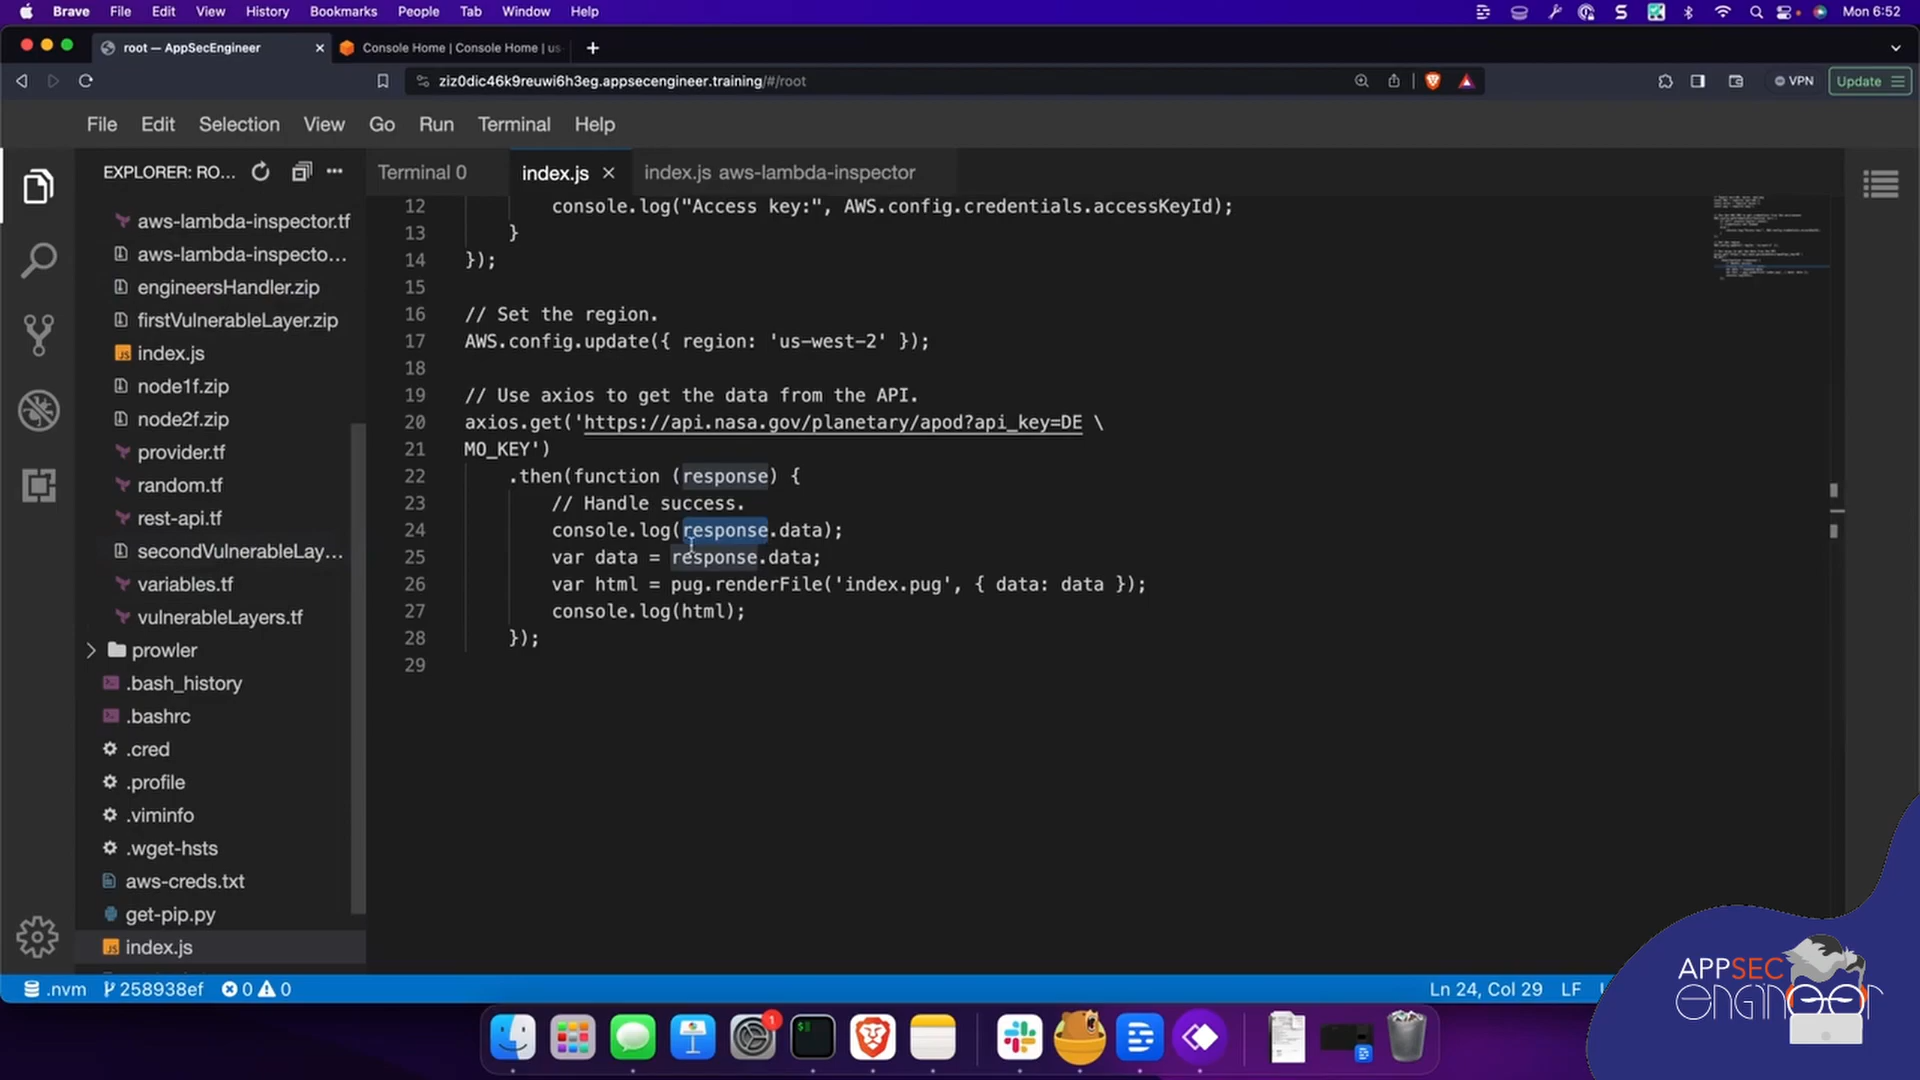 Brave File Edit View History Bookmarks People Tab Window Help Mon 6:52
root — AppSecEngineer Console Home | Console Home | us
ziz0dic46k9reuwi6h3eg.appsecengineer.training/#/root VPN Update
File Edit Selection View Go Run Terminal Help
EXPLORER: RO... Terminal 0 index.js index.js aws-lambda-inspector
aws-lambda-inspector.tf
aws-lambda-inspecto...
engineersHandler.zip
firstVulnerableLayer.zip
index.js
node1f.zip
node2f.zip
provider.tf
random.tf
rest-api.tf
secondVulnerableLay...
variables.tf
vulnerableLayers.tf
prowler
.bash_history
.bashrc
.cred
.profile
.viminfo
.wget-hsts
aws-creds.txt
get-pip.py
index.js
12 console.log("Access key:", AWS.config.credentials.accessKeyId);
13 }
14 });
15
16 // Set the region.
17 AWS.config.update({ region: 'us-west-2' });
18
19 // Use axios to get the data from the API.
20 axios.get('https://api.nasa.gov/planetary/apod?api_key=DE \
21 MO_KEY')
22 .then(function (response) {
23 // Handle success.
24 console.log(response.data);
25 var data = response.data;
26 var html = pug.renderFile('index.pug', { data: data });
27 console.log(html);
28 });
29
.nvm 258938ef 0 0 Ln 24, Col 29 LF
1
APPSEC
engineer